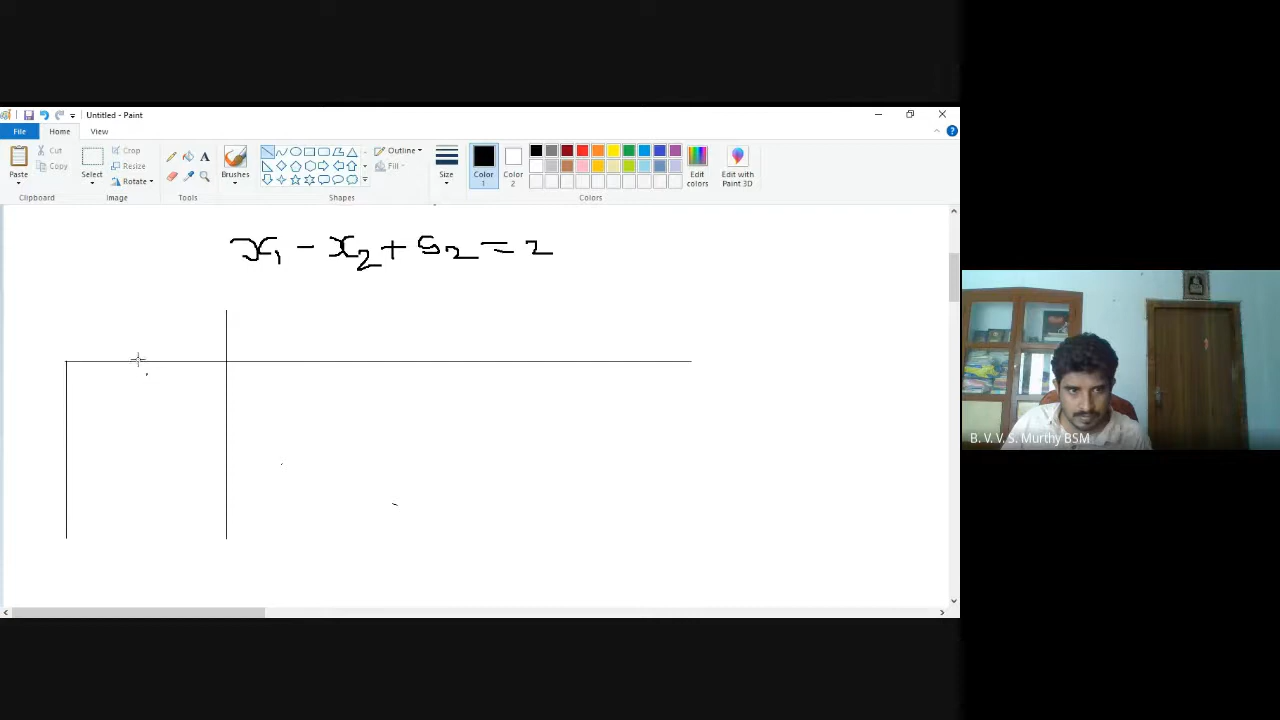 Untitled - Paint
File Home View
Paste Cut Copy
Select Crop Resize Rotate
A
Brushes
Outline Fill
Size
Color 1 Color 2
Edit colors
Edit with Paint 3D
Clipboard Image Tools Shapes Colors
x₁ - x₂ + S₂ = 2
B. V. V. S. Murthy BSM